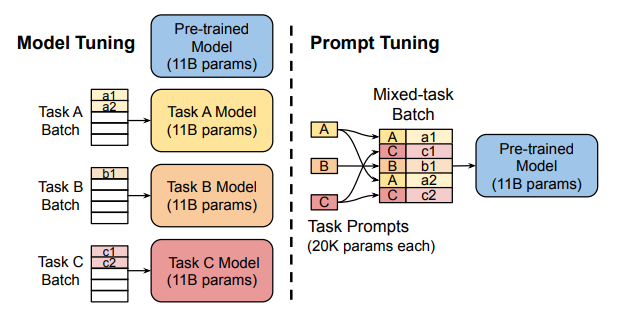 Model Tuning
Pre-trained
Model
(11B params)
Task A
Batch
a1
a2
Task A Model
(11B params)
Task B
Batch
b1
Task B Model
(11B params)
Task C
Batch
c1
c2
Task C Model
(11B params)
Prompt Tuning
Mixed-task
Batch
A
B
C
A a1
C c1
B b1
A a2
C c2
Task Prompts
(20K params each)
Pre-trained
Model
(11B params)